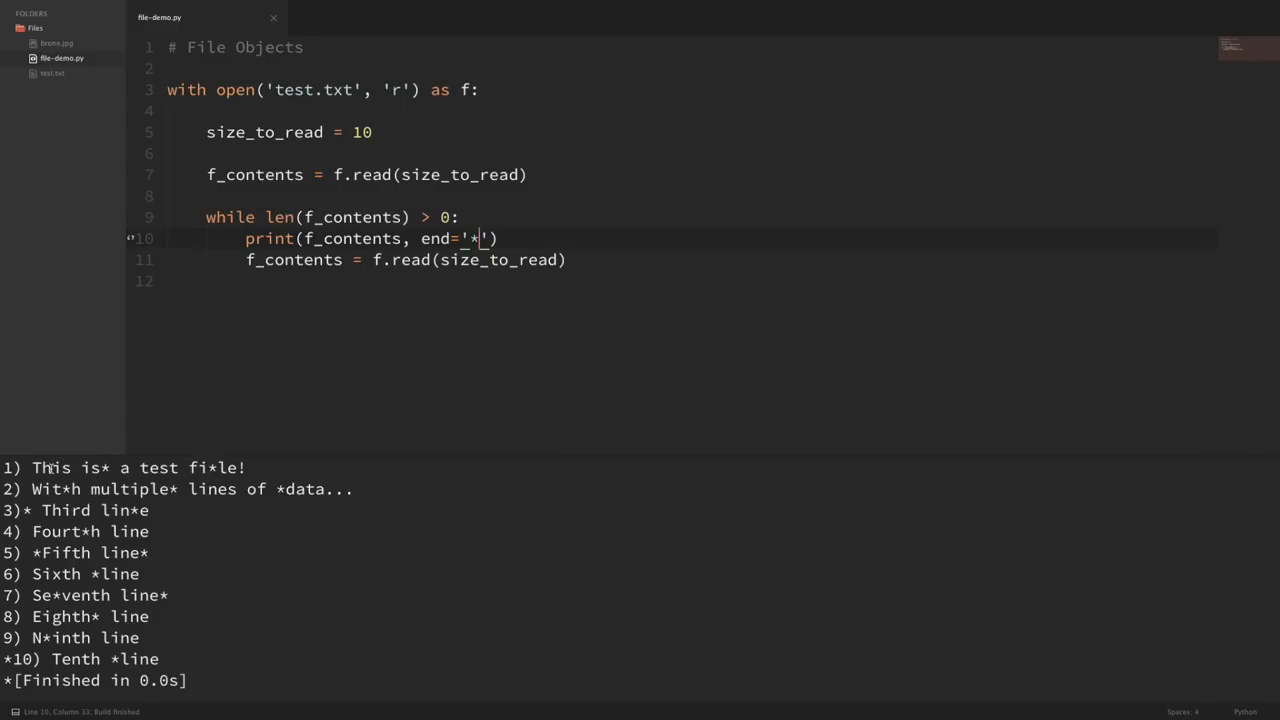 FOLDERS
Files
bronx.jpg
file-demo.py
test.txt
file-demo.py ×
1 # File Objects
2
3 with open('test.txt', 'r') as f:
4
5     size_to_read = 10
6
7     f_contents = f.read(size_to_read)
8
9     while len(f_contents) > 0:
10         print(f_contents, end='*')
11         f_contents = f.read(size_to_read)
12
1) This is* a test fi*le!
2) Wit*h multiple* lines of *data...
3)* Third lin*e
4) Fourt*h line
5) *Fifth line*
6) Sixth *line
7) Se*venth line*
8) Eighth* line
9) N*inth line
*10) Tenth *line
*[Finished in 0.0s]
Line 10, Column 33; Build finished
Spaces: 4
Python